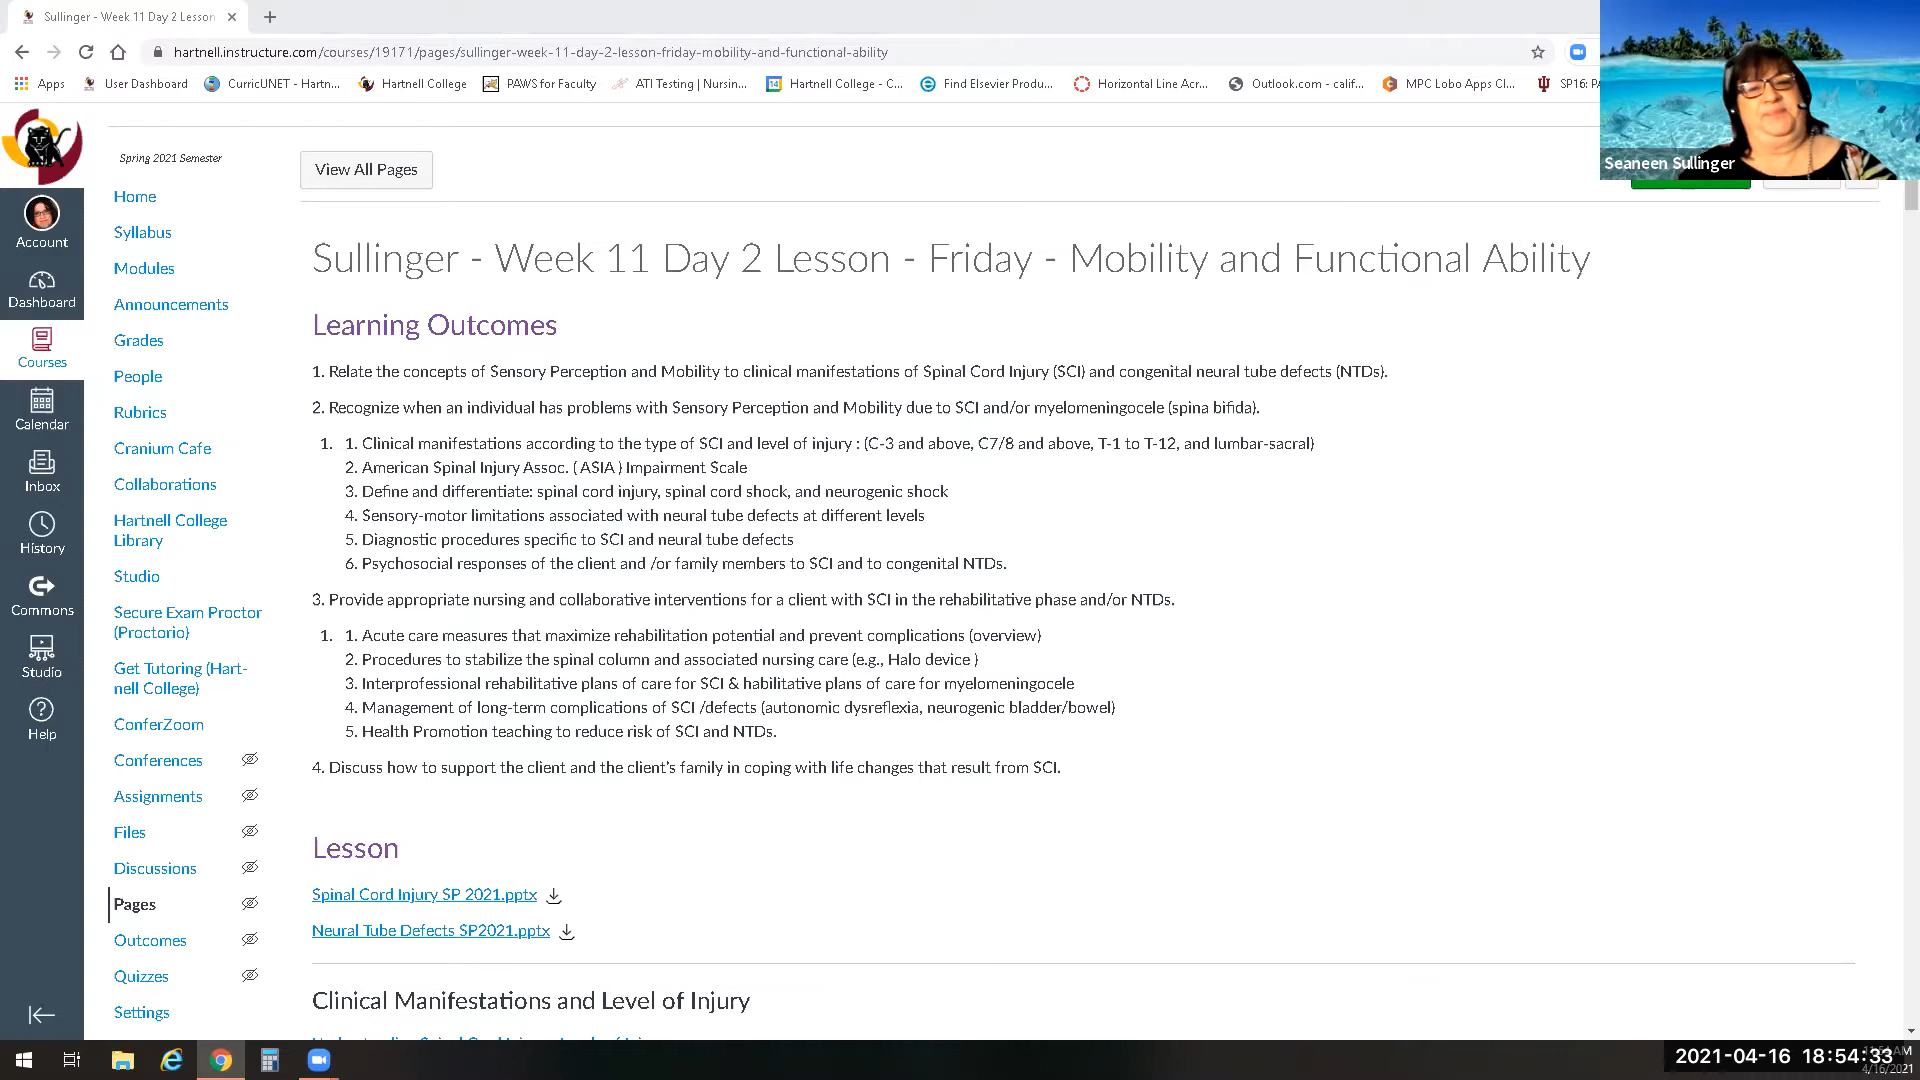 Sullinger - Week 11 Day 2 Lesson
hartnell.instructure.com/courses/19171/pages/sullinger-week-11-day-2-lesson-friday-mobility-and-functional-ability
Apps User Dashboard CurricUNET - Hartn... Hartnell College PAWS for Faculty ATI Testing | Nursin... Hartnell College - C... Find Elsevier Produ... Horizontal Line Acr... Outlook.com - calif... MPC Lobo Apps Cl... SP16:
Seaneen Sullinger
Spring 2021 Semester
View All Pages
Account
Dashboard
Courses
Calendar
Inbox
History
Commons
Studio
Help
Home
Syllabus
Modules
Announcements
Grades
People
Rubrics
Cranium Cafe
Collaborations
Hartnell College
Library
Studio
Secure Exam Proctor
(Proctorio)
Get Tutoring (Hart-
nell College)
ConferZoom
Conferences
Assignments
Files
Discussions
Pages
Outcomes
Quizzes
Settings
Sullinger - Week 11 Day 2 Lesson - Friday - Mobility and Functional Ability
Learning Outcomes
1. Relate the concepts of Sensory Perception and Mobility to clinical manifestations of Spinal Cord Injury (SCI) and congenital neural tube defects (NTDs).
2. Recognize when an individual has problems with Sensory Perception and Mobility due to SCI and/or myelomeningocele (spina bifida).
1. 1. Clinical manifestations according to the type of SCI and level of injury : (C-3 and above, C7/8 and above, T-1 to T-12, and lumbar-sacral)
2. American Spinal Injury Assoc. ( ASIA ) Impairment Scale
3. Define and differentiate: spinal cord injury, spinal cord shock, and neurogenic shock
4. Sensory-motor limitations associated with neural tube defects at different levels
5. Diagnostic procedures specific to SCI and neural tube defects
6. Psychosocial responses of the client and /or family members to SCI and to congenital NTDs.
3. Provide appropriate nursing and collaborative interventions for a client with SCI in the rehabilitative phase and/or NTDs.
1. 1. Acute care measures that maximize rehabilitation potential and prevent complications (overview)
2. Procedures to stabilize the spinal column and associated nursing care (e.g., Halo device )
3. Interprofessional rehabilitative plans of care for SCI & habilitative plans of care for myelomeningocele
4. Management of long-term complications of SCI /defects (autonomic dysreflexia, neurogenic bladder/bowel)
5. Health Promotion teaching to reduce risk of SCI and NTDs.
4. Discuss how to support the client and the client's family in coping with life changes that result from SCI.
Lesson
Spinal Cord Injury SP 2021.pptx
Neural Tube Defects SP2021.pptx
Clinical Manifestations and Level of Injury
2021-04-16 18:54:33
4/16/2021